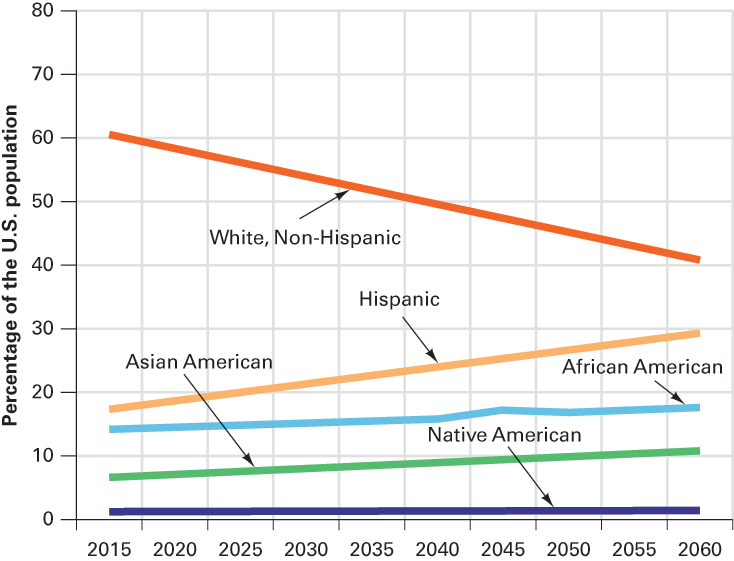 Percentage of the U.S. population
80
70
60
50
40
30
20
10
0
White, Non-Hispanic
Hispanic
Asian American
African American
Native American
2015 2020 2025 2030 2035 2040 2045 2050 2055 2060